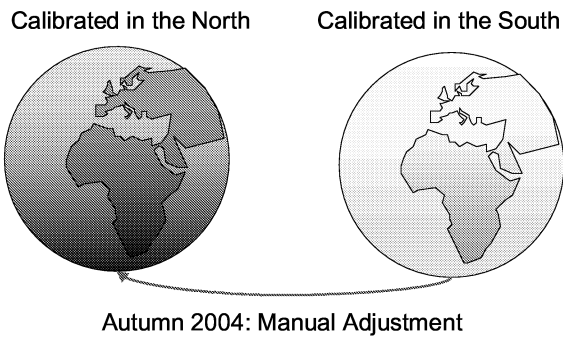 Calibrated in the North
Calibrated in the South
Autumn 2004: Manual Adjustment